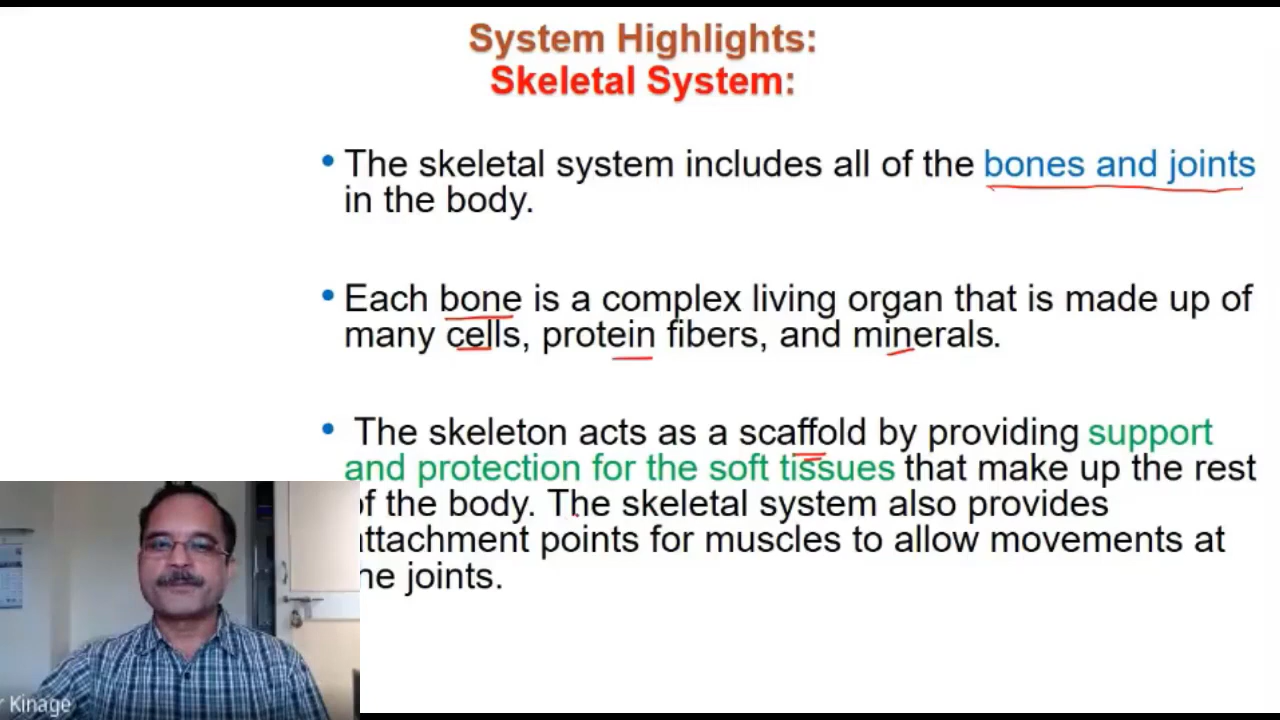 System Highlights:
Skeletal System:
• The skeletal system includes all of the bones and joints
in the body.
• Each bone is a complex living organ that is made up of
many cells, protein fibers, and minerals.
• The skeleton acts as a scaffold by providing support
and protection for the soft tissues that make up the rest
of the body. The skeletal system also provides
attachment points for muscles to allow movements at
he joints.
r Kinage